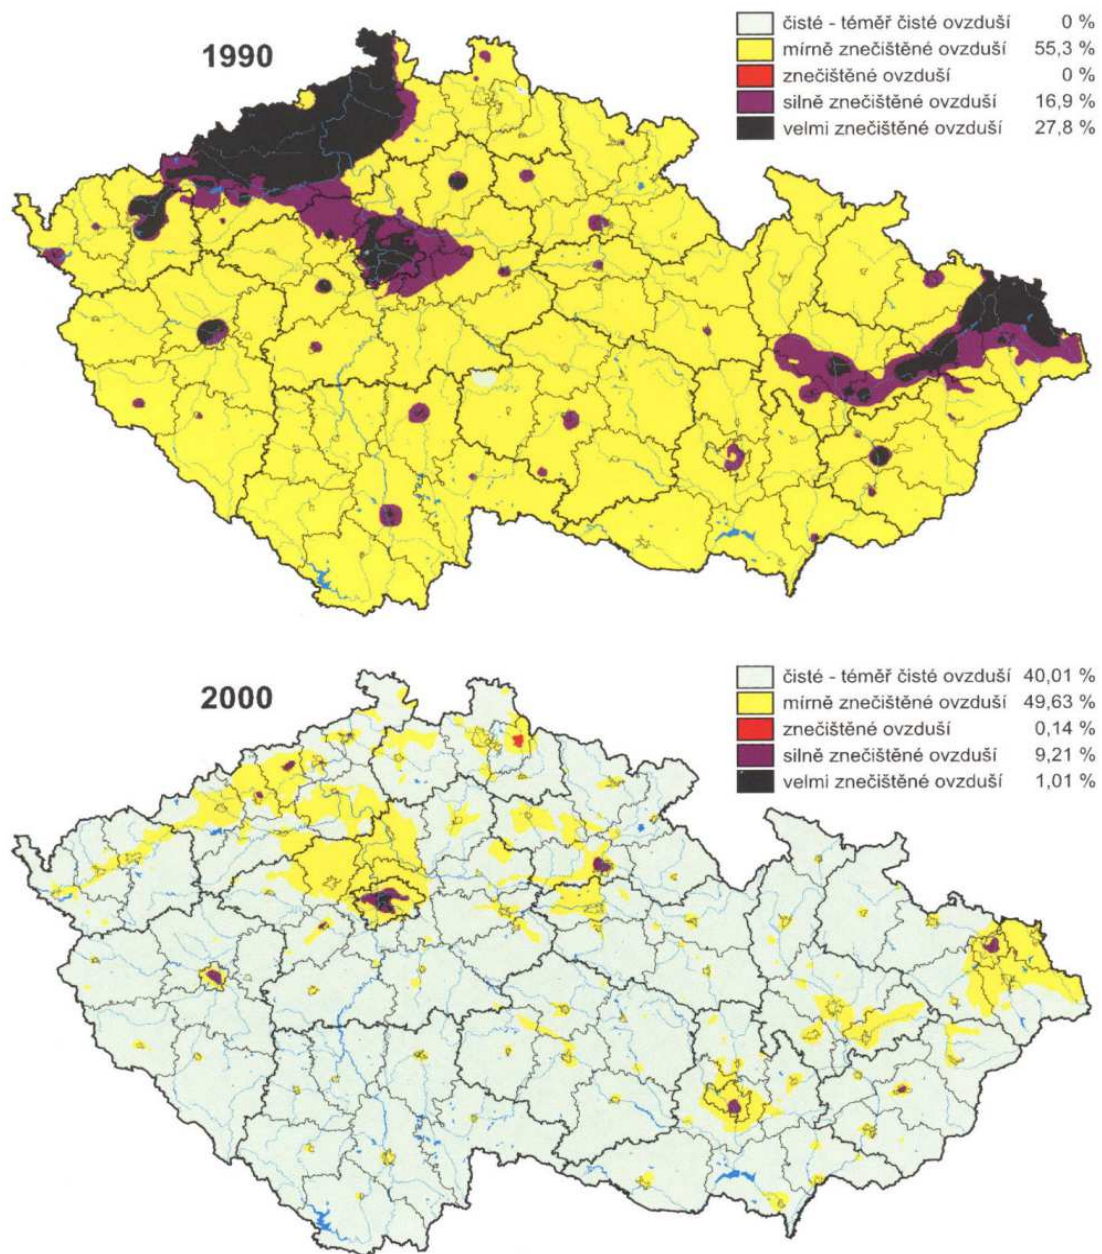 1990
čisté - téměř čisté ovzduší 0 %
mírně znečištěné ovzduší 55,3 %
znečištěné ovzduší 0 %
silně znečištěné ovzduší 16,9 %
velmi znečištěné ovzduší 27,8 %
2000
čisté - téměř čisté ovzduší 40,01 %
mírně znečištěné ovzduší 49,63 %
znečištěné ovzduší 0,14 %
silně znečištěné ovzduší 9,21 %
velmi znečištěné ovzduší 1,01 %